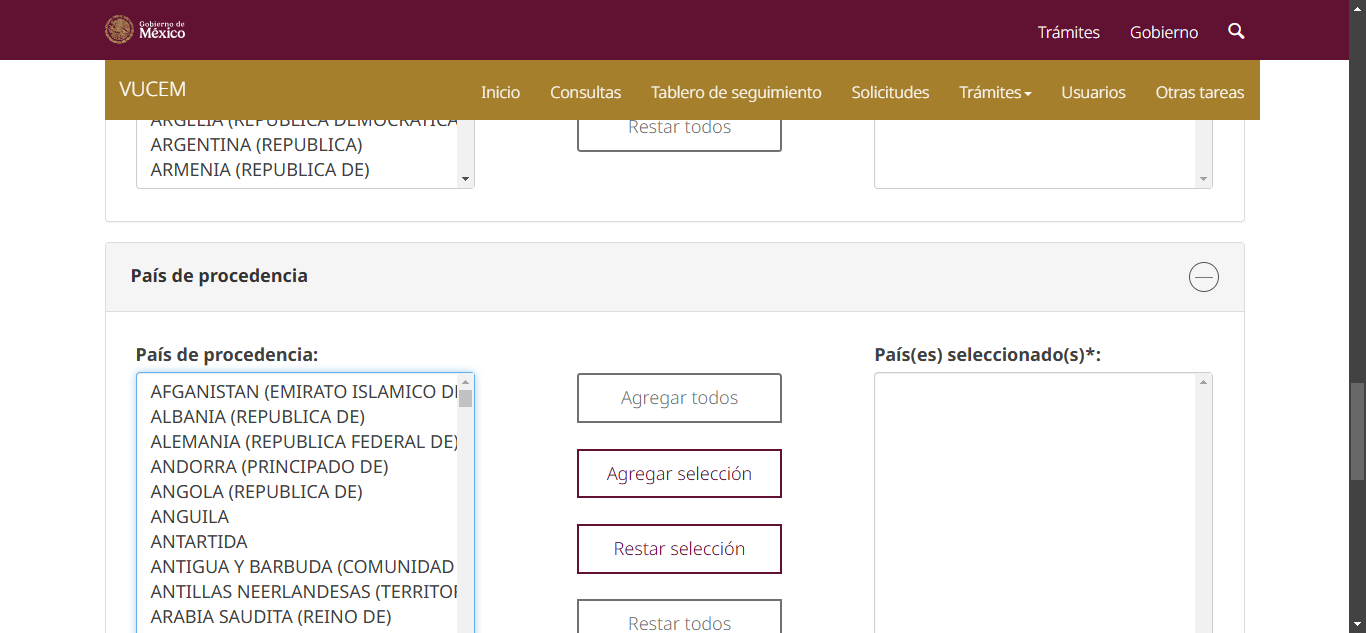 Gobierno de
México
Trámites
Gobierno
VUCEM
Inicio
Consultas
Tablero de seguimiento
Solicitudes
Trámites
Usuarios
Otras tareas
ARGELIA (REPUBLICA DEMOCRATICA
ARGENTINA (REPUBLICA)
ARMENIA (REPUBLICA DE)
Restar todos
País de procedencia
País de procedencia:
AFGANISTAN (EMIRATO ISLAMICO
ALBANIA (REPUBLICA DE)
ALEMANIA (REPUBLICA FEDERAL DE)
ANDORRA (PRINCIPADO DE)
ANGOLA (REPUBLICA DE)
ANGUILA
ANTARTIDA
ANTIGUA Y BARBUDA (COMUNIDAD
ANTILLAS NEERLANDESAS (TERRITOR
ARABIA SAUDITA (REINO DE)
Agregar todos
Agregar selección
Restar selección
Restar todos
País(es) seleccionado(s)*: